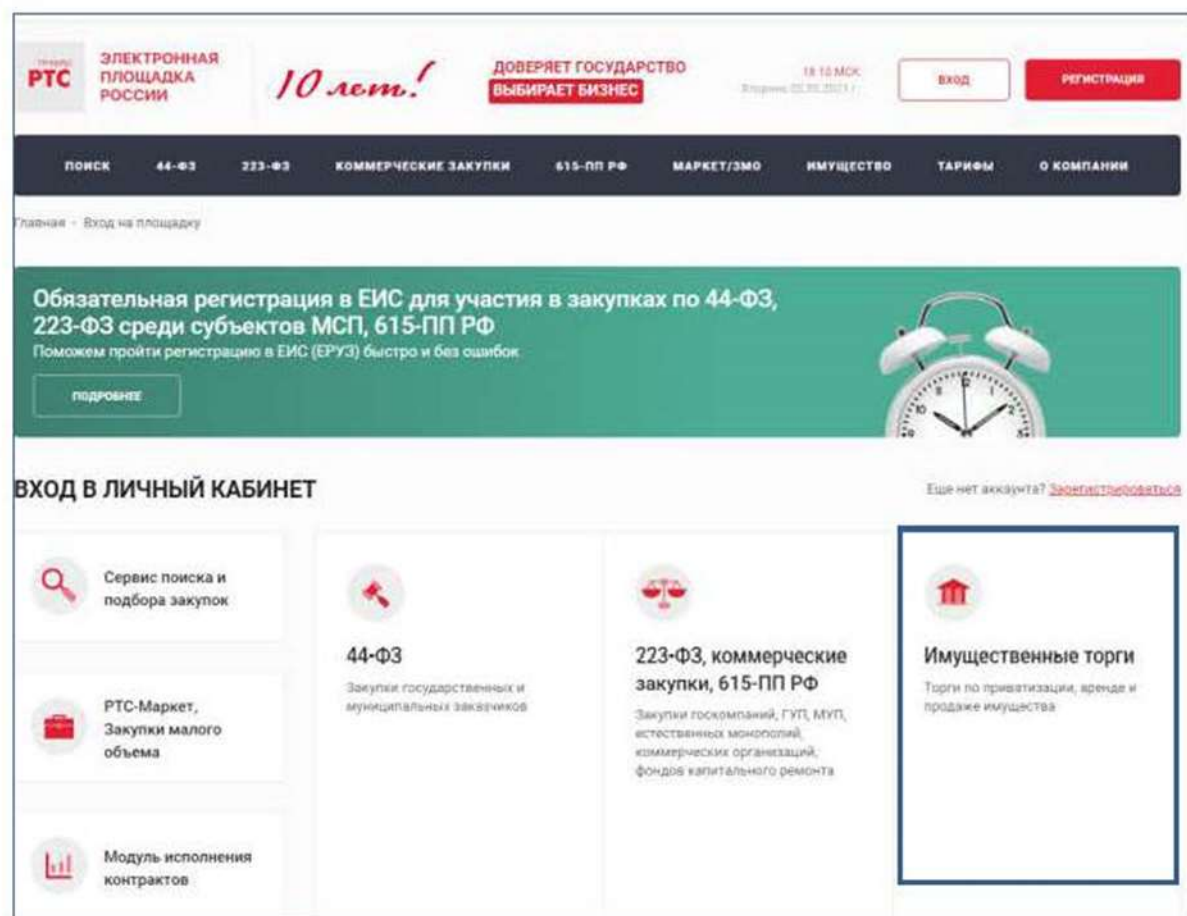 РТС
ЭЛЕКТРОННАЯ
ПЛОЩАДКА
РОССИИ
10 лет!
ДОВЕРЯЕТ ГОСУДАРСТВО
ВЫБИРАЕТ БИЗНЕС
18:10 МСК
ВХОД
РЕГИСТРАЦИЯ
ПОИСК 44-ФЗ 223-ФЗ КОММЕРЧЕСКИЕ ЗАКУПКИ 615-ПП РФ МАРКЕТ/ЗМО ИМУЩЕСТВО ТАРИФЫ О КОМПАНИИ
Главная - Вход на площадку
Обязательная регистрация в ЕИС для участия в закупках по 44-ФЗ,
223-ФЗ среди субъектов МСП, 615-ПП РФ
Поможем пройти регистрацию в ЕИС (ЕРУЗ) быстро и без ошибок
ПОДРОБНЕЕ
ВХОД В ЛИЧНЫЙ КАБИНЕТ
Еще нет аккаунта? Зарегистрироваться
Сервис поиска и
подбора закупок
РТС-Маркет,
Закупки малого
объема
Модуль исполнения
контрактов
44-ФЗ
Закупки государственных и
муниципальных заказчиков
223-ФЗ, коммерческие
закупки, 615-ПП РФ
Закупки госкомпаний, ГУП, МУП,
естественных монополий,
коммерческих организаций,
фондов капитального ремонта
Имущественные торги
Торги по приватизации, аренде и
продаже имущества